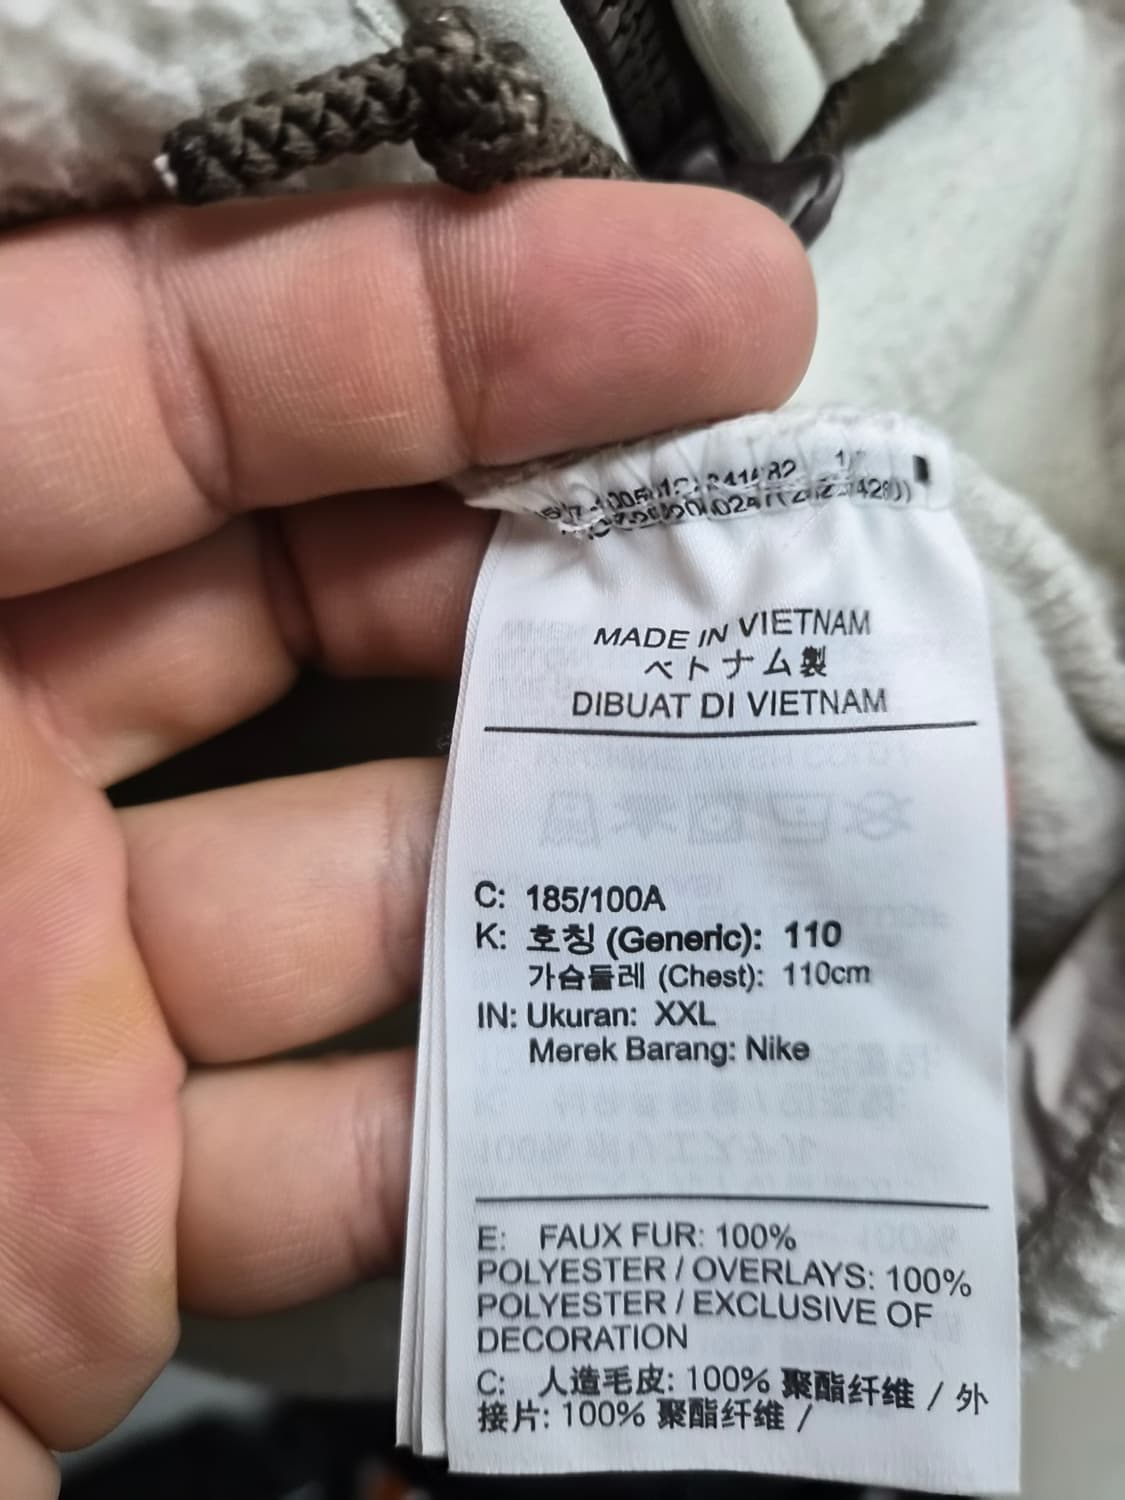 MADE IN VIETNAM
ベトナム製
DIBUAT DI VIETNAM
C: 185/100A
K: 호칭 (Generic): 110
가슴둘레 (Chest): 110cm
IN: Ukuran: XXL
Merek Barang: Nike
E: FAUX FUR: 100%
POLYESTER / OVERLAYS: 100%
POLYESTER / EXCLUSIVE OF
DECORATION
C: 人造毛皮: 100% 聚酯纤维 / 外
接片: 100% 聚酯纤维 /